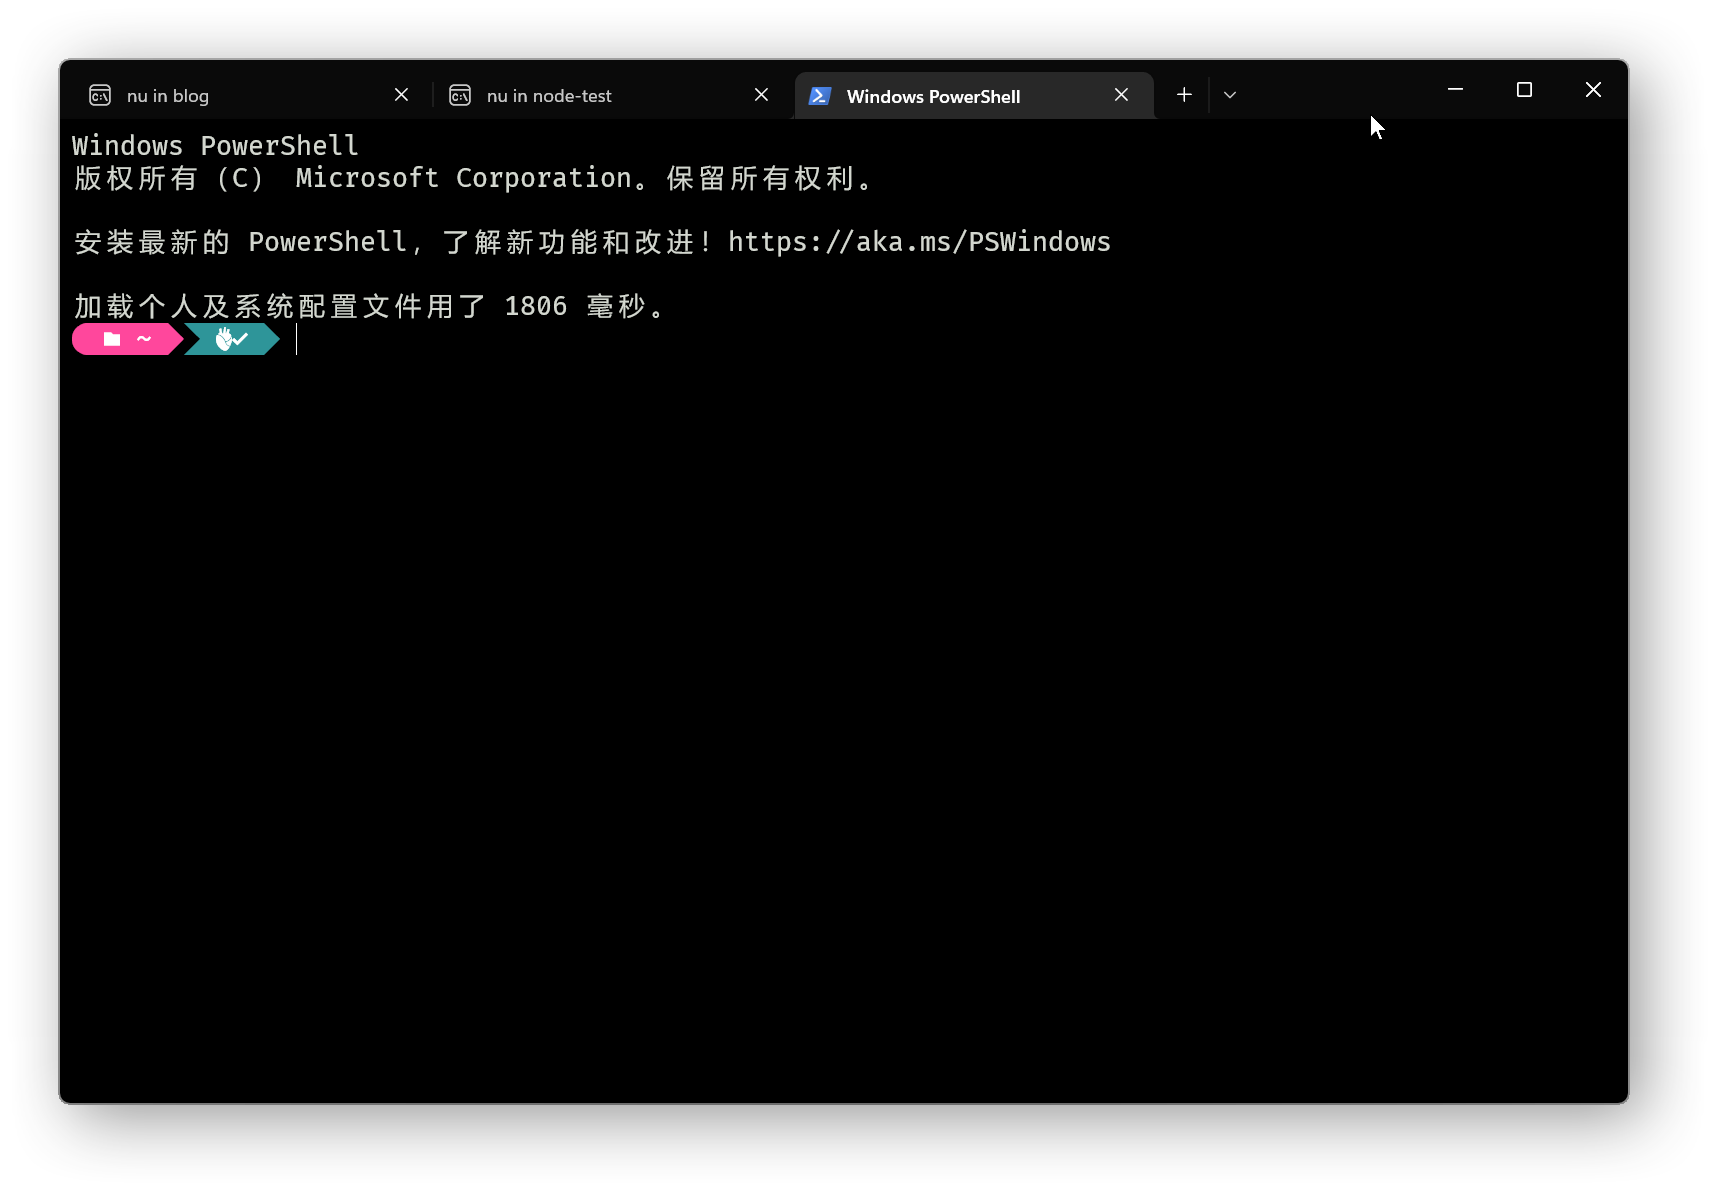 nu in blog
nu in node-test
Windows PowerShell
Windows PowerShell
版权所有 (C) Microsoft Corporation。保留所有权利。
安装最新的 PowerShell，了解新功能和改进！https://aka.ms/PSWindows
加载个人及系统配置文件用了 1806 毫秒。
~